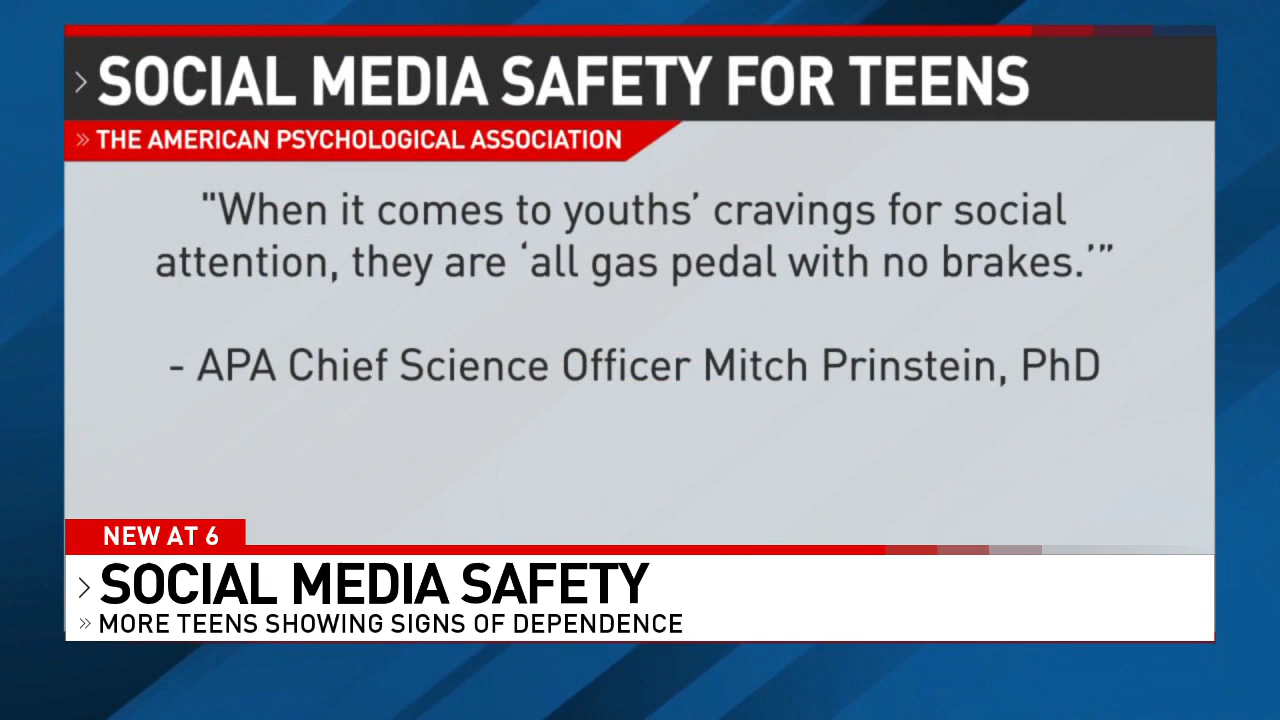 › SOCIAL MEDIA SAFETY FOR TEENS
» THE AMERICAN PSYCHOLOGICAL ASSOCIATION
"When it comes to youths’ cravings for social
attention, they are ‘all gas pedal with no brakes.’”
- APA Chief Science Officer Mitch Prinstein, PhD
NEW AT 6
› SOCIAL MEDIA SAFETY
» MORE TEENS SHOWING SIGNS OF DEPENDENCE